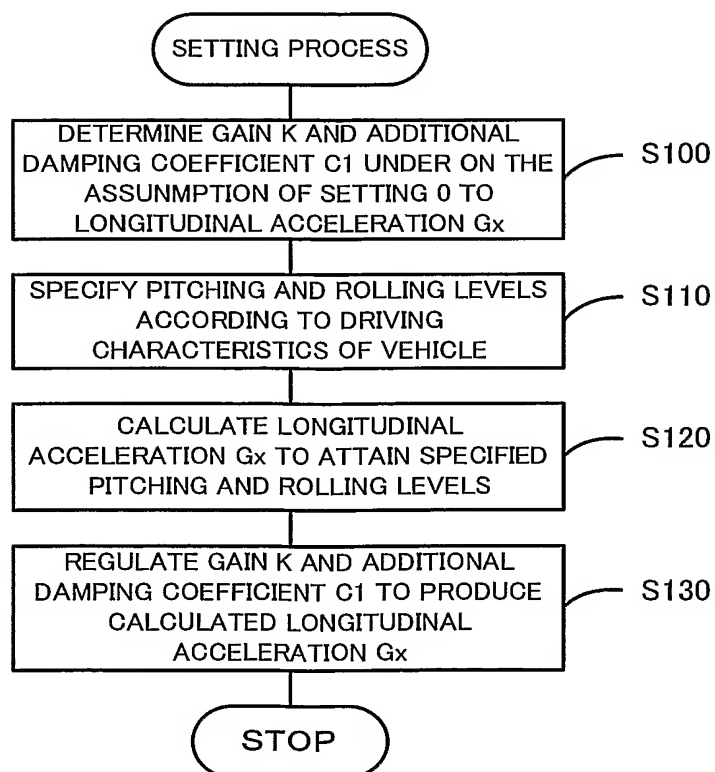 SETTING PROCESS
DETERMINE GAIN K AND ADDITIONAL
DAMPING COEFFICIENT C1 UNDER ON THE
ASSUNMPTION OF SETTING 0 TO
LONGITUDINAL ACCELERATION Gx
S100
SPECIFY PITCHING AND ROLLING LEVELS
ACCORDING TO DRIVING
CHARACTERISTICS OF VEHICLE
S110
CALCULATE LONGITUDINAL
ACCELERATION Gx TO ATTAIN SPECIFIED
PITCHING AND ROLLING LEVELS
S120
REGULATE GAIN K AND ADDITIONAL
DAMPING COEFFICIENT C1 TO PRODUCE
CALCULATED LONGITUDINAL
ACCELERATION Gx
S130
STOP